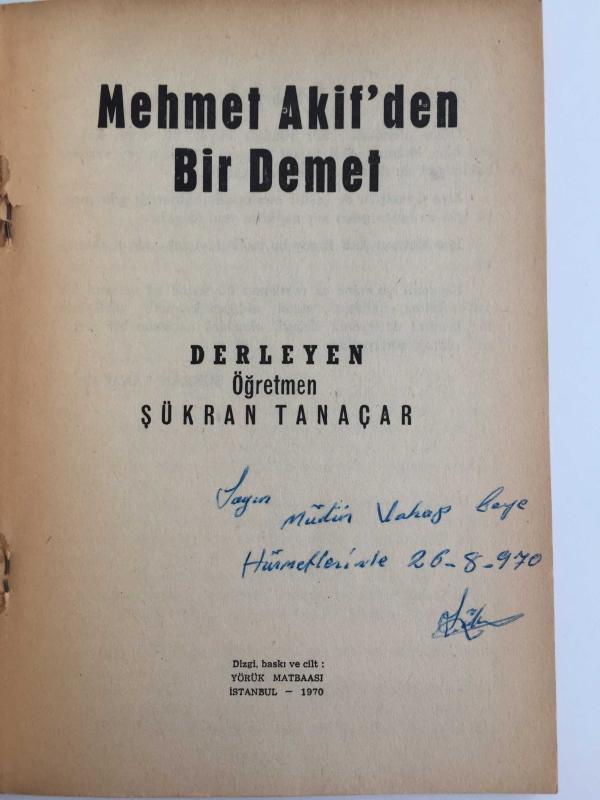 Mehmet Akif'den
Bir Demet
DERLEYEN
Öğretmen
ŞÜKRAN TANAÇAR
Sayın
Müdür Vahap beye
Hürmetlerimle 26-8-970
Dizgi, baskı ve cilt :
YÖRÜK MATBAASI
İSTANBUL — 1970